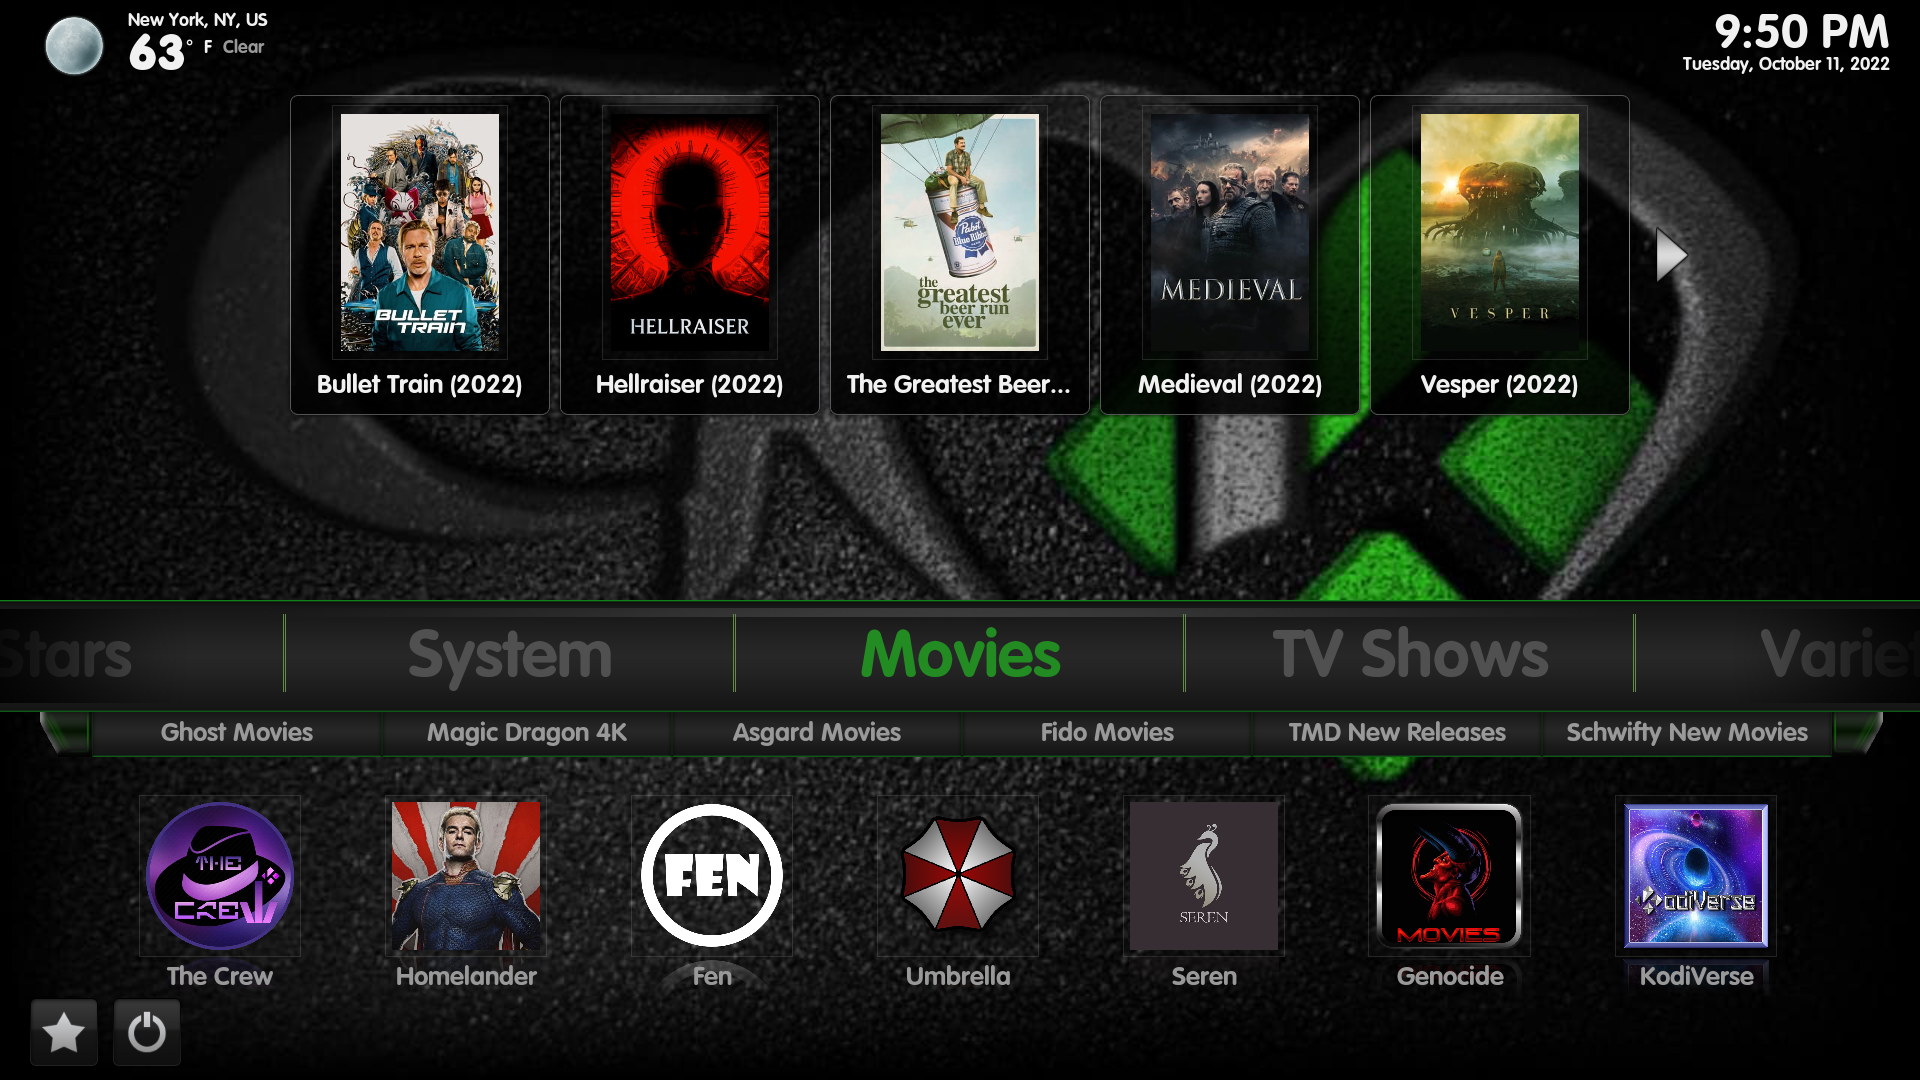 New York, NY, US
63° F Clear
9:50 PM
Tuesday, October 11, 2022
BULLET
TRAIN
Bullet Train (2022)
HELLRAISER
Hellraiser (2022)
Pabst
Blue Ribbon
the
greatest
beer run
ever
The Greatest Beer...
MEDIEVAL
Medieval (2022)
VESPER
Vesper (2022)
Stars
System
Movies
TV Shows
Variet
Ghost Movies
Magic Dragon 4K
Asgard Movies
Fido Movies
TMD New Releases
Schwifty New Movies
THE
CREW
The Crew
Homelander
FEN
Fen
Umbrella
SEREN
Seren
MOVIES
Genocide
KodiVerse
KodiVerse